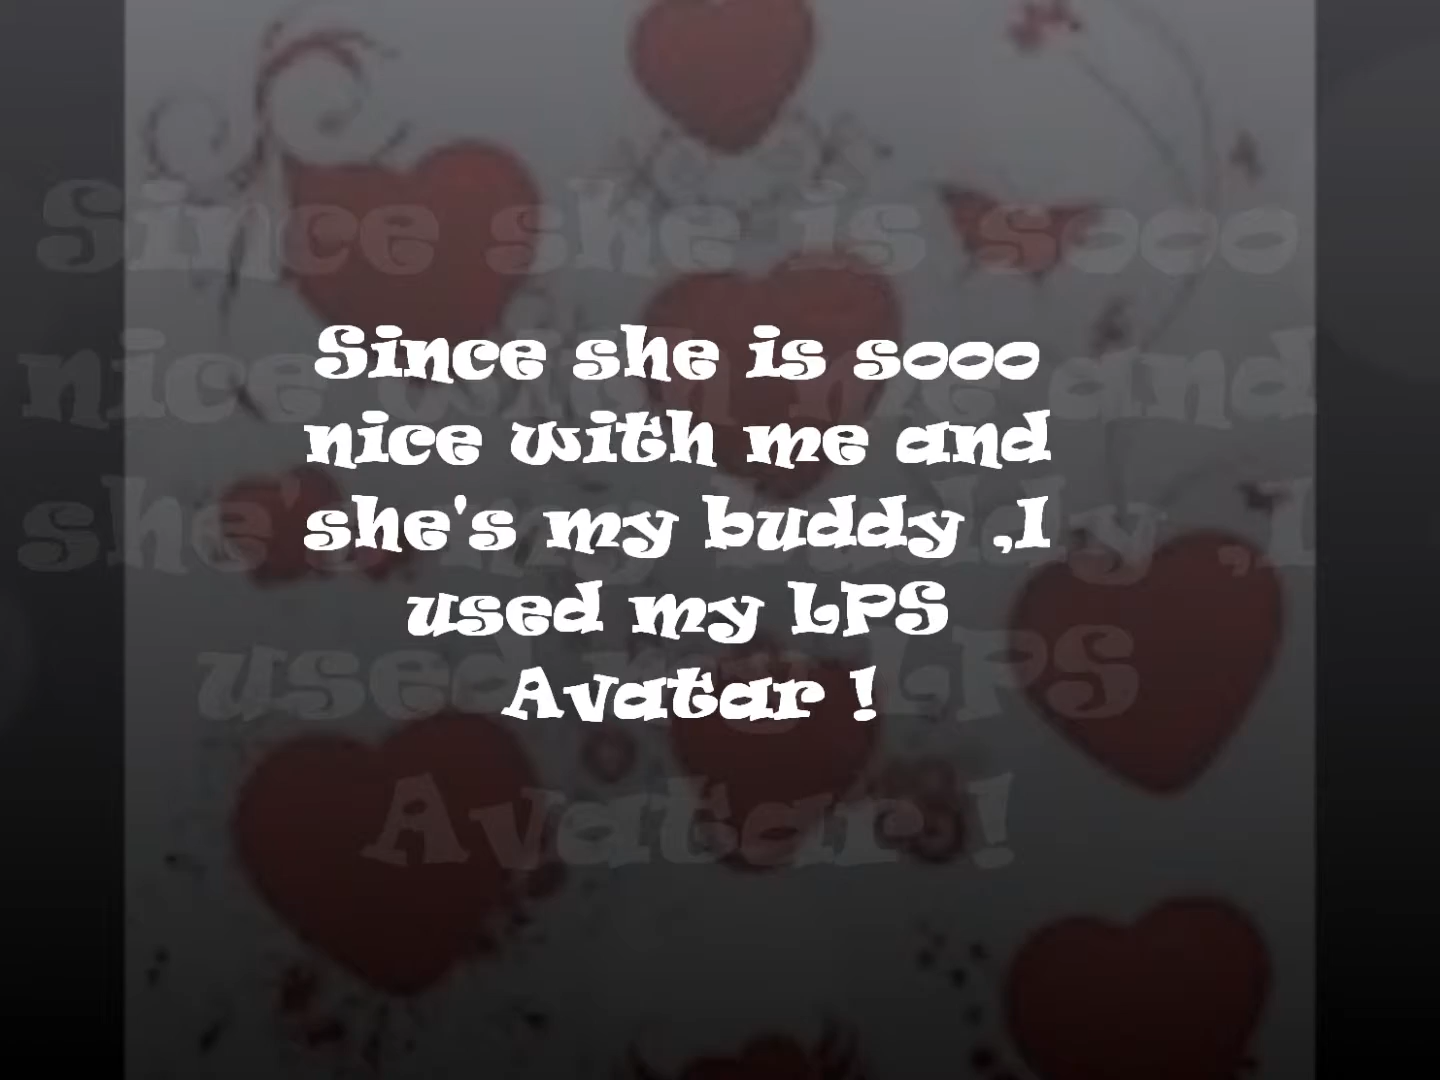 Since she is sooo
nice with me and
she's my buddy ,I
used my LPS
Avatar !